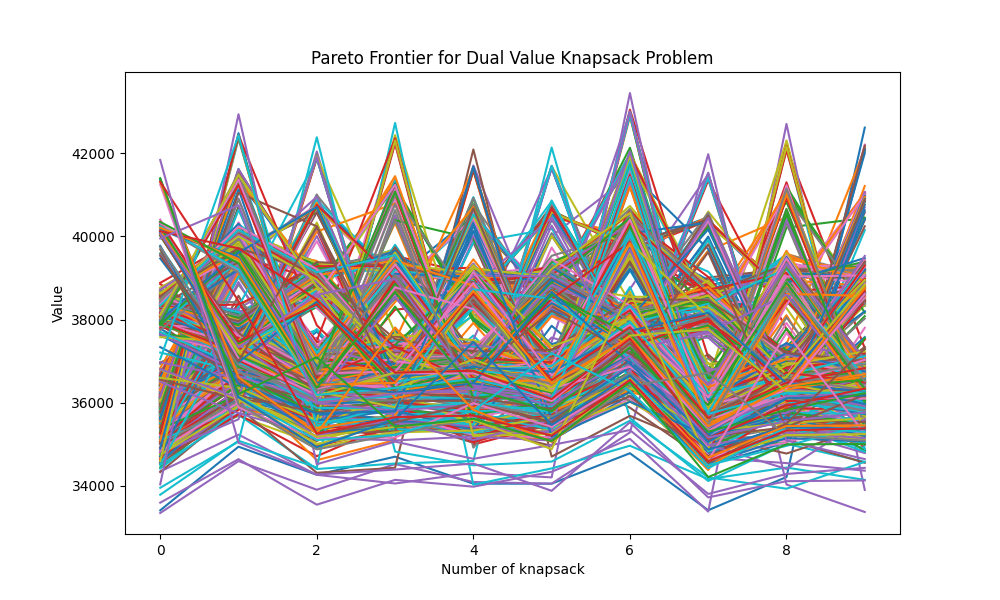 Pareto Frontier for Dual Value Knapsack Problem
42000
40000
38000
36000
34000
Value
0 2 4 6 8
Number of knapsack